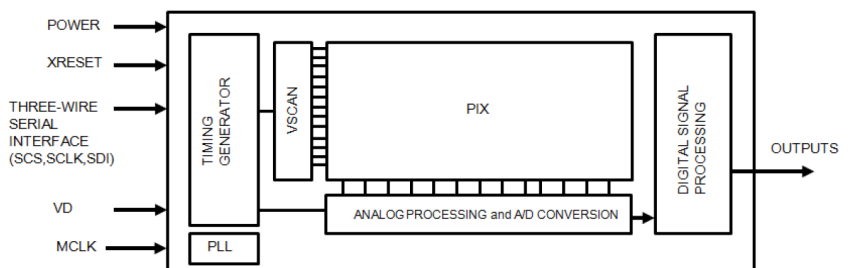 POWER
XRESET
THREE-WIRE
SERIAL
INTERFACE
(SCS,SCLK,SDI)
VD
MCLK
TIMING
GENERATOR
PLL
VSCAN
PIX
ANALOG PROCESSING and A/D CONVERSION
DIGITAL SIGNAL
PROCESSING
OUTPUTS